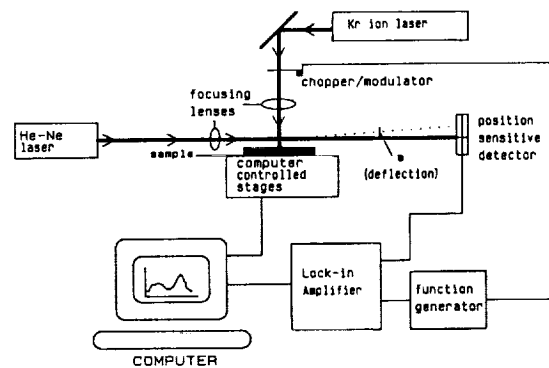 Kr ion laser
chopper/modulator
focusing
lenses
He-Ne
laser
sample
computer
controlled
stages
(deflection)
position
sensitive
detector
Lock-in
Amplifier
function
generator
COMPUTER